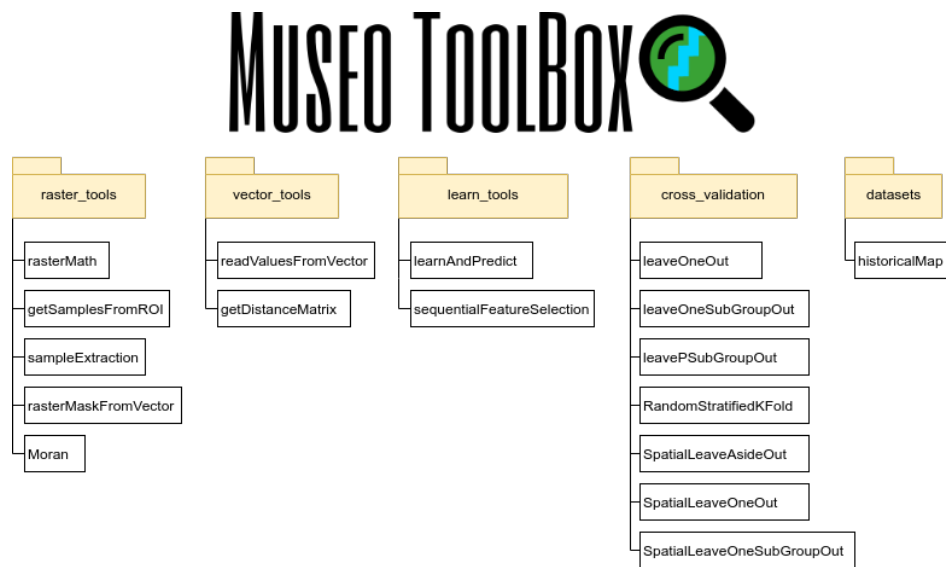 MUSEO TOOLBOX
raster_tools
rasterMath
getSamplesFromROI
sampleExtraction
rasterMaskFromVector
Moran
vector_tools
readValuesFromVector
getDistanceMatrix
learn_tools
learnAndPredict
sequentialFeatureSelection
cross_validation
leaveOneOut
leaveOneSubGroupOut
leavePSubGroupOut
RandomStratifiedKFold
SpatialLeaveAsideOut
SpatialLeaveOneOut
SpatialLeaveOneSubGroupOut
datasets
historicalMap